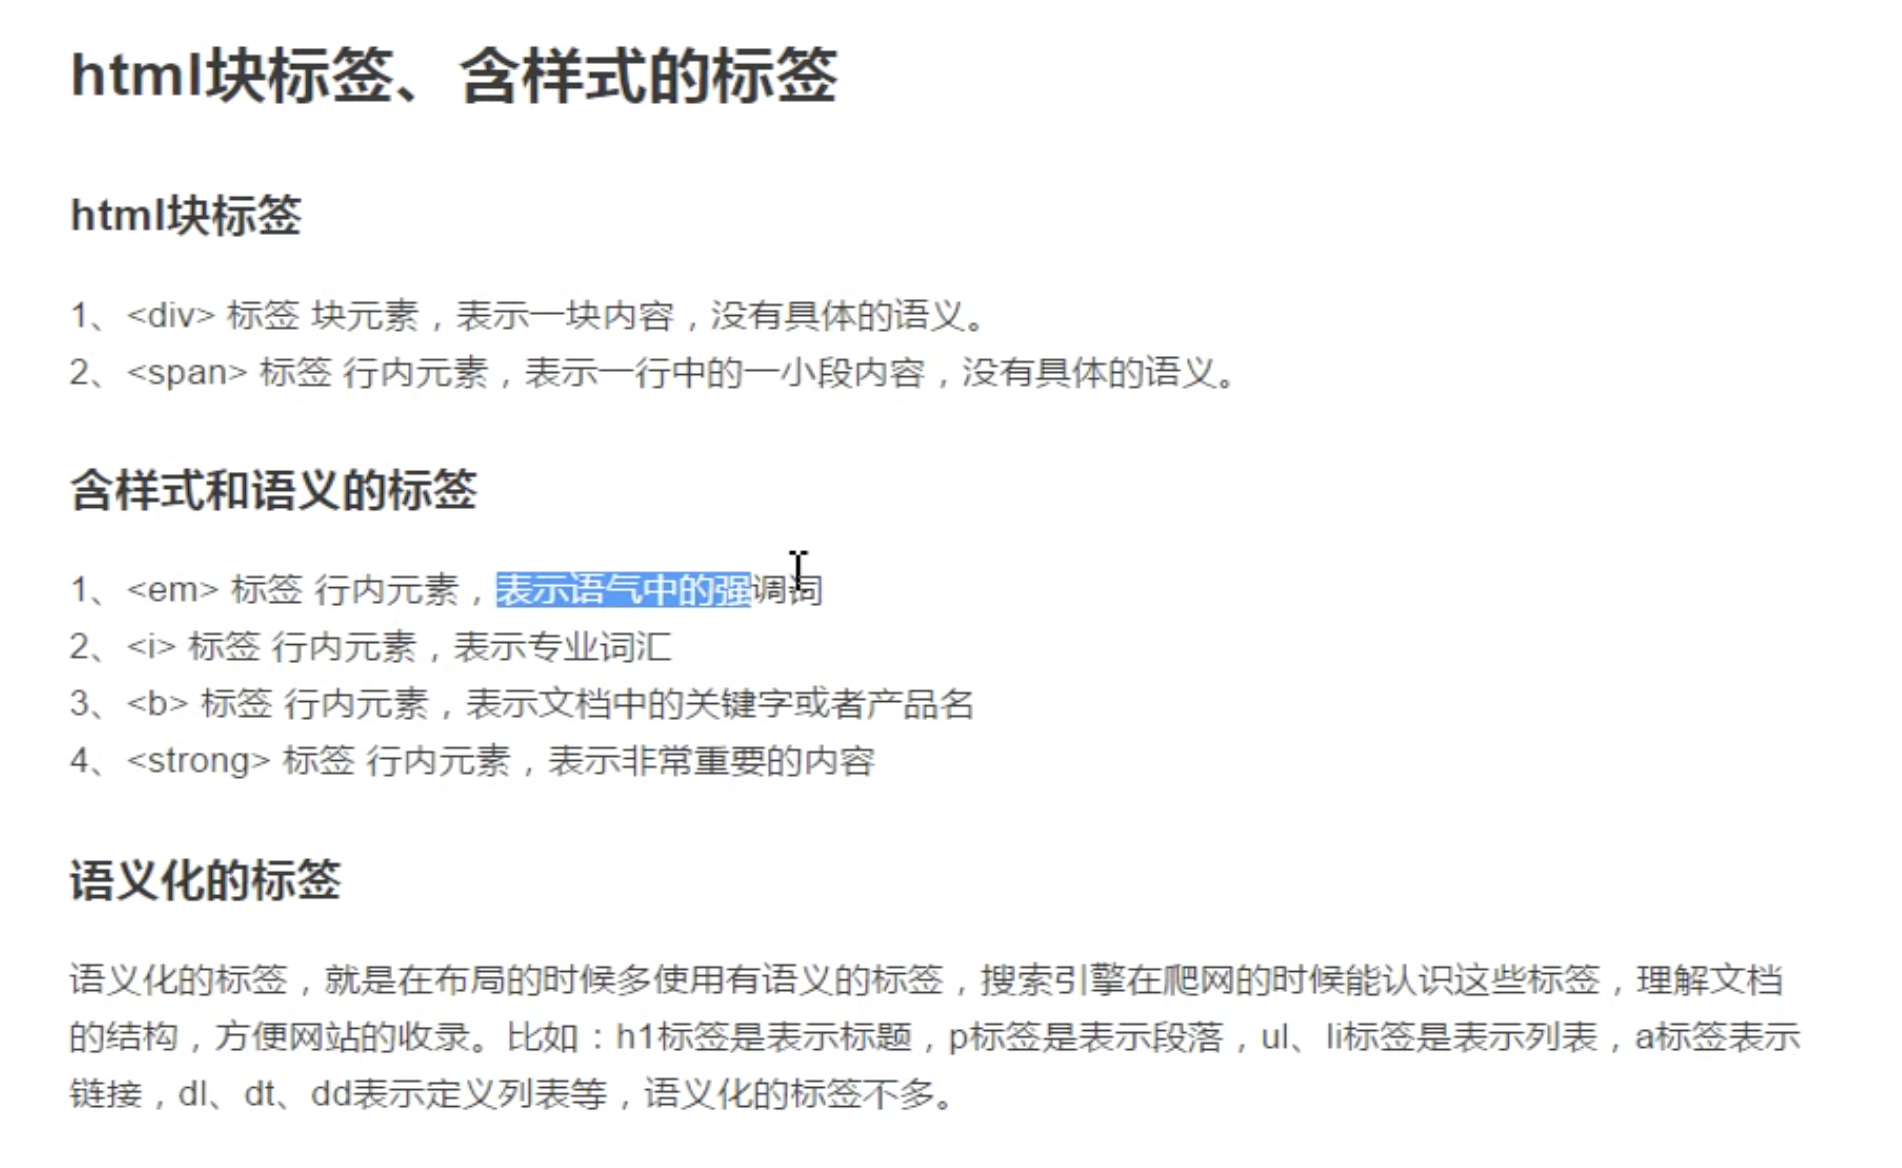 html块标签、含样式的标签
html块标签
1、<div> 标签 块元素，表示一块内容，没有具体的语义。
2、<span> 标签 行内元素，表示一行中的一小段内容，没有具体的语义。
含样式和语义的标签
1、<em> 标签 行内元素，表示语气中的强调词
2、<i> 标签 行内元素，表示专业词汇
3、<b> 标签 行内元素，表示文档中的关键字或者产品名
4、<strong> 标签 行内元素，表示非常重要的内容
语义化的标签
语义化的标签，就是在布局的时候多使用有语义的标签，搜索引擎在爬网的时候能认识这些标签，理解文档
的结构，方便网站的收录。比如：h1标签是表示标题，p标签是表示段落，ul、li标签是表示列表，a标签表示
链接，dl、dt、dd表示定义列表等，语义化的标签不多。